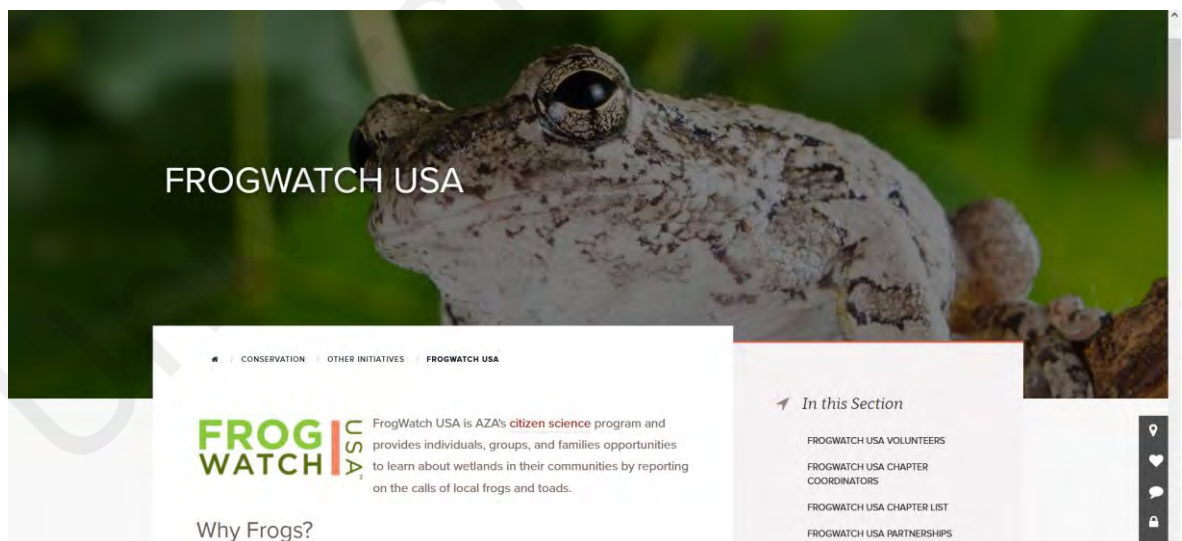 FROGWATCH USA
CONSERVATION / OTHER INITIATIVES / FROGWATCH USA
FROG
WATCH
USA
FrogWatch USA is AZA's citizen science program and
provides individuals, groups, and families opportunities
to learn about wetlands in their communities by reporting
on the calls of local frogs and toads.
Why Frogs?
In this Section
FROGWATCH USA VOLUNTEERS
FROGWATCH USA CHAPTER
COORDINATORS
FROGWATCH USA CHAPTER LIST
FROGWATCH USA PARTNERSHIPS